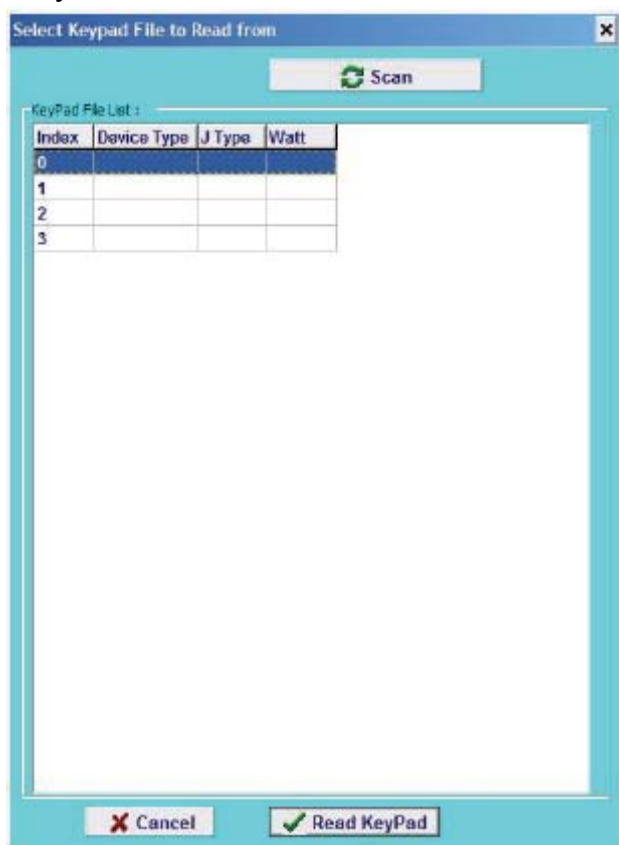 Select Keypad File to Read from
Scan
KeyPad File List :
Index Device Type J Type Watt
0
1
2
3
Cancel
Read KeyPad